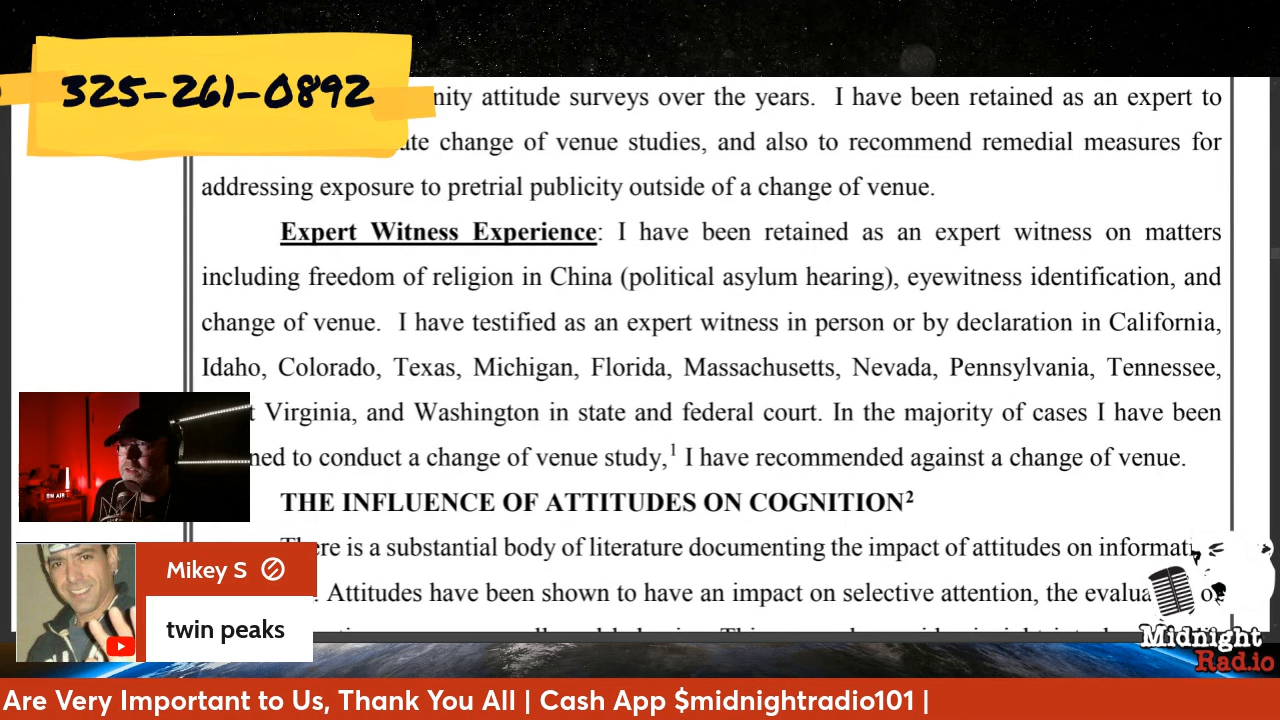 325-261-0892
nity attitude surveys over the years. I have been retained as an expert to
ate change of venue studies, and also to recommend remedial measures for
addressing exposure to pretrial publicity outside of a change of venue.
Expert Witness Experience: I have been retained as an expert witness on matters
including freedom of religion in China (political asylum hearing), eyewitness identification, and
change of venue. I have testified as an expert witness in person or by declaration in California,
Idaho, Colorado, Texas, Michigan, Florida, Massachusetts, Nevada, Pennsylvania, Tennessee,
Virginia, and Washington in state and federal court. In the majority of cases I have been
ned to conduct a change of venue study,¹ I have recommended against a change of venue.
THE INFLUENCE OF ATTITUDES ON COGNITION²
There is a substantial body of literature documenting the impact of attitudes on informati
. Attitudes have been shown to have an impact on selective attention, the evalua
ON AIR
Mikey S
twin peaks
Midnight
Rad.io
Are Very Important to Us, Thank You All | Cash App $midnightradio101 |